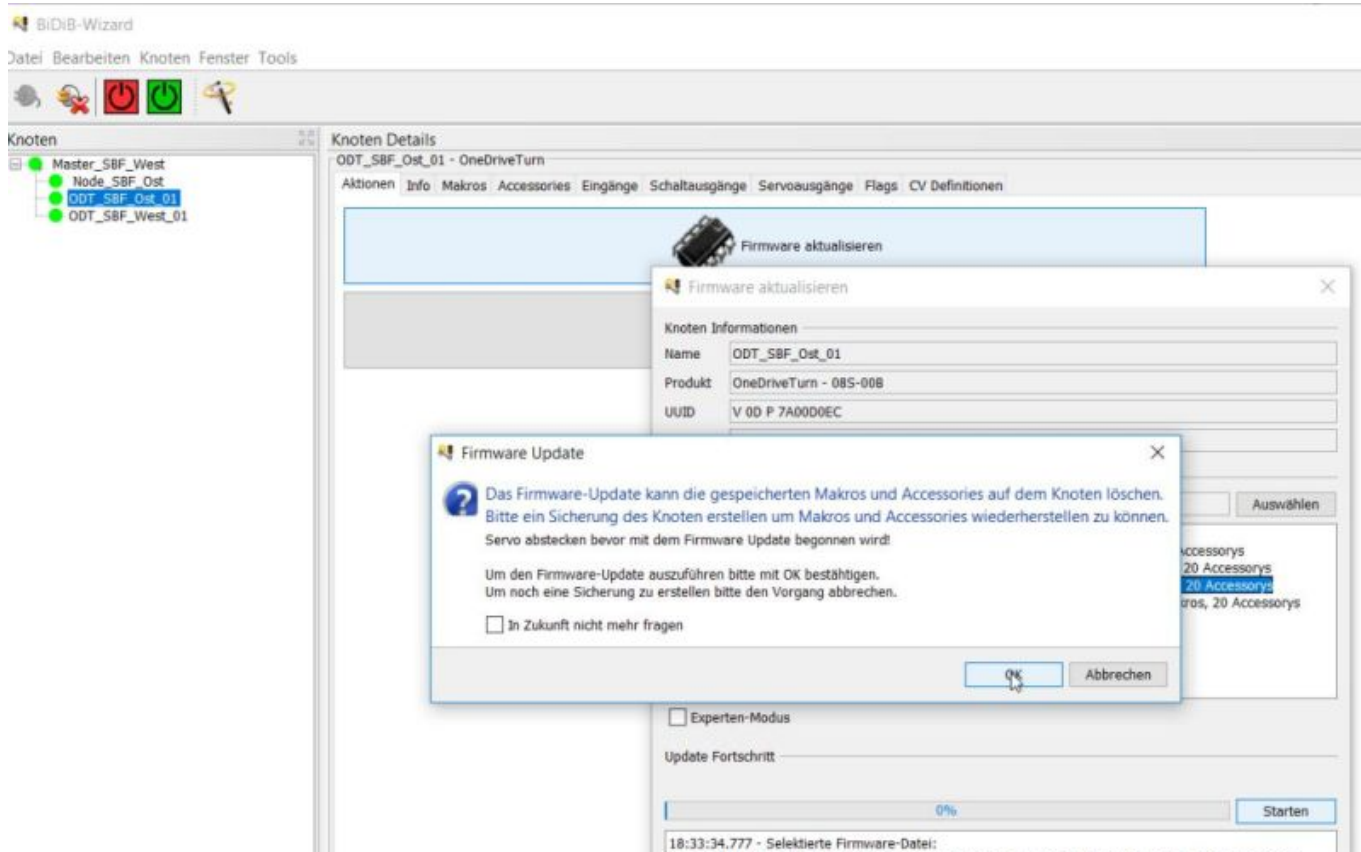 BiDiB-Wizard
Datei Bearbeiten Knoten Fenster Tools
Knoten
Master_SBF_West
Node_SBF_Ost
ODT_SBF_Ost_01
ODT_SBF_West_01
Knoten Details
ODT_SBF_Ost_01 - OneDriveTurn
Aktionen Info Makros Accessories Eingänge Schaltausgänge Servoausgänge Flags CV Definitionen
Firmware aktualisieren
Firmware aktualisieren
Knoten Informationen
Name ODT_SBF_Ost_01
Produkt OneDriveTurn - 08S-00B
UUID V 0D P 7A00D0EC
Firmware Update
Das Firmware-Update kann die gespeicherten Makros und Accessories auf dem Knoten löschen.
Bitte ein Sicherung des Knoten erstellen um Makros und Accessories wiederherstellen zu können.
Servo abstecken bevor mit dem Firmware Update begonnen wird!
Um den Firmware-Update auszuführen bitte mit OK bestähtigen.
Um noch eine Sicherung zu erstellen bitte den Vorgang abbrechen.
In Zukunft nicht mehr fragen
OK Abbrechen
Auswählen
Accessorys
20 Accessorys
20 Accessorys
kros, 20 Accessorys
Experten-Modus
Update Fortschritt
0% Starten
18:33:34.777 - Selektierte Firmware-Datei: